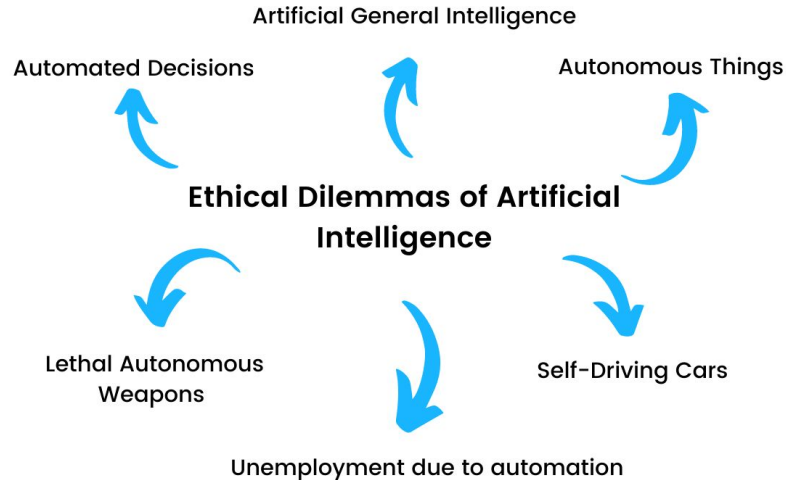 Artificial General Intelligence
Automated Decisions
Autonomous Things
Ethical Dilemmas of Artificial
Intelligence
Lethal Autonomous
Weapons
Self-Driving Cars
Unemployment due to automation